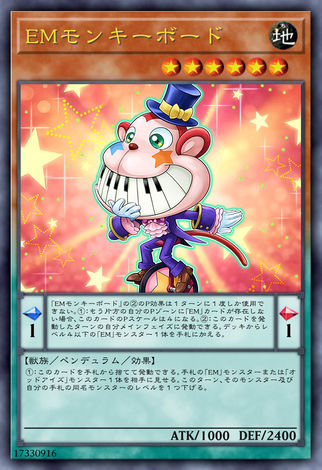 EMモンキーボード
地
1
1
「EMモンキーボード」の②のP効果は1ターンに1度しか使用で
きない。①：もう片方の自分のPゾーンに「EM」カードが存在しな
い場合、このカードのPスケールは4になる。②：このカードを発
動したターンの自分メインフェイズに発動できる。デッキからレ
ベル4以下の「EM」モンスター1体を手札に加える。
【獣族／ペンデュラム／効果】
①：このカードを手札から捨てて発動できる。手札の「EM」モンスターまたは「オ
ッドアイズ」モンスター1体を相手に見せる。このターン、そのモンスター及び
自分の手札の同名モンスターのレベルを1つ下げる。
ATK/1000 DEF/2400
17330916